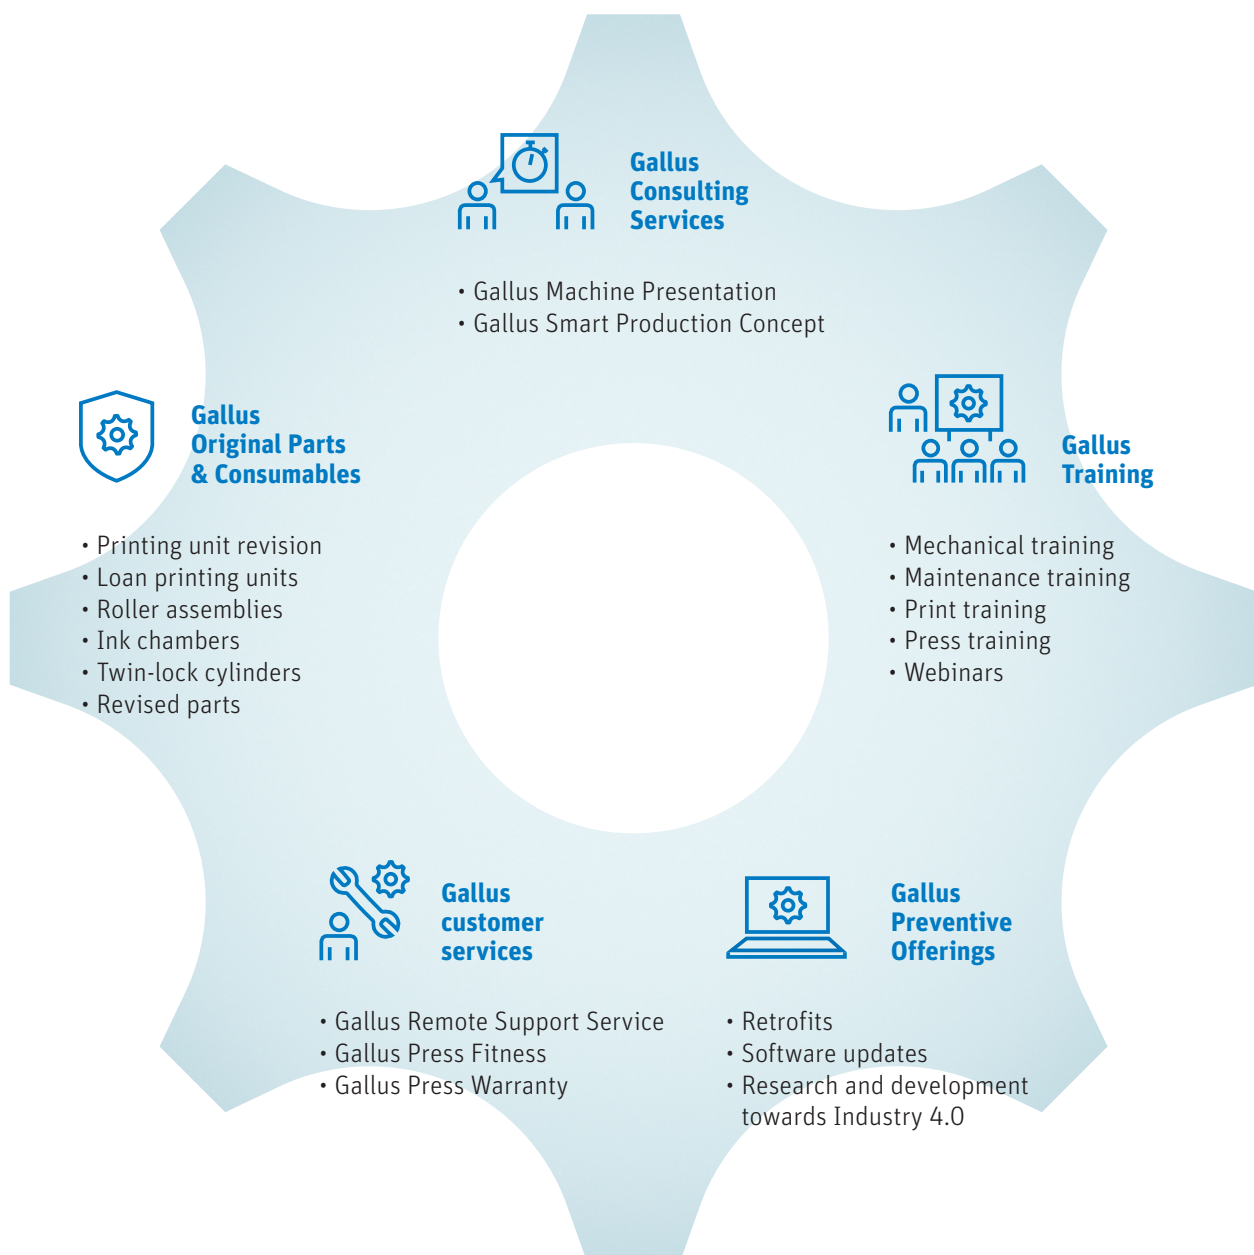 Gallus
Consulting
Services
• Gallus Machine Presentation
• Gallus Smart Production Concept
Gallus
Original Parts
& Consumables
• Printing unit revision
• Loan printing units
• Roller assemblies
• Ink chambers
• Twin-lock cylinders
• Revised parts
Gallus
Training
• Mechanical training
• Maintenance training
• Print training
• Press training
• Webinars
Gallus
customer
services
• Gallus Remote Support Service
• Gallus Press Fitness
• Gallus Press Warranty
Gallus
Preventive
Offerings
• Retrofits
• Software updates
• Research and development
towards Industry 4.0